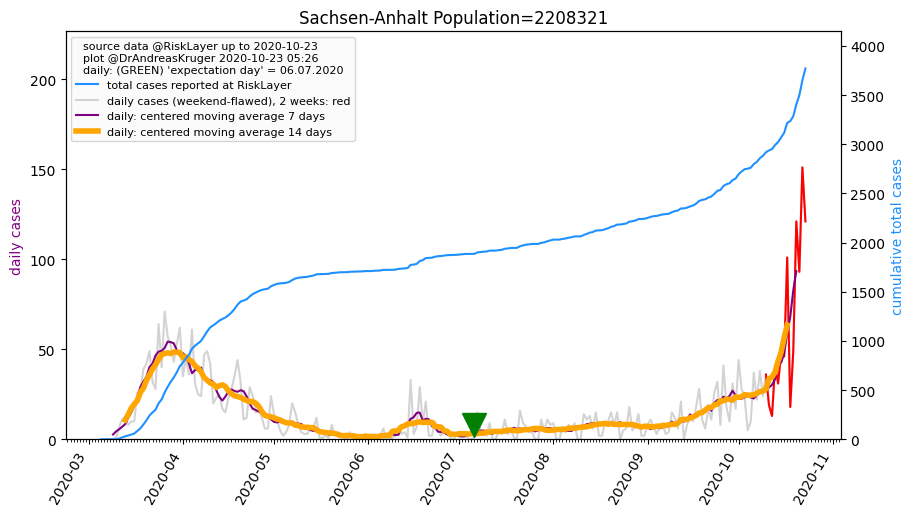 Sachsen-Anhalt Population=2208321
source data @RiskLayer up to 2020-10-23
plot @DrAndreasKruger 2020-10-23 05:26
daily: (GREEN) 'expectation day' = 06.07.2020
total cases reported at RiskLayer
daily cases (weekend-flawed), 2 weeks: red
daily: centered moving average 7 days
daily: centered moving average 14 days
daily cases
200
150
100
50
0
cumulative total cases
4000
3500
3000
2500
2000
1500
1000
500
0
2020-03
2020-04
2020-05
2020-06
2020-07
2020-08
2020-09
2020-10
2020-11